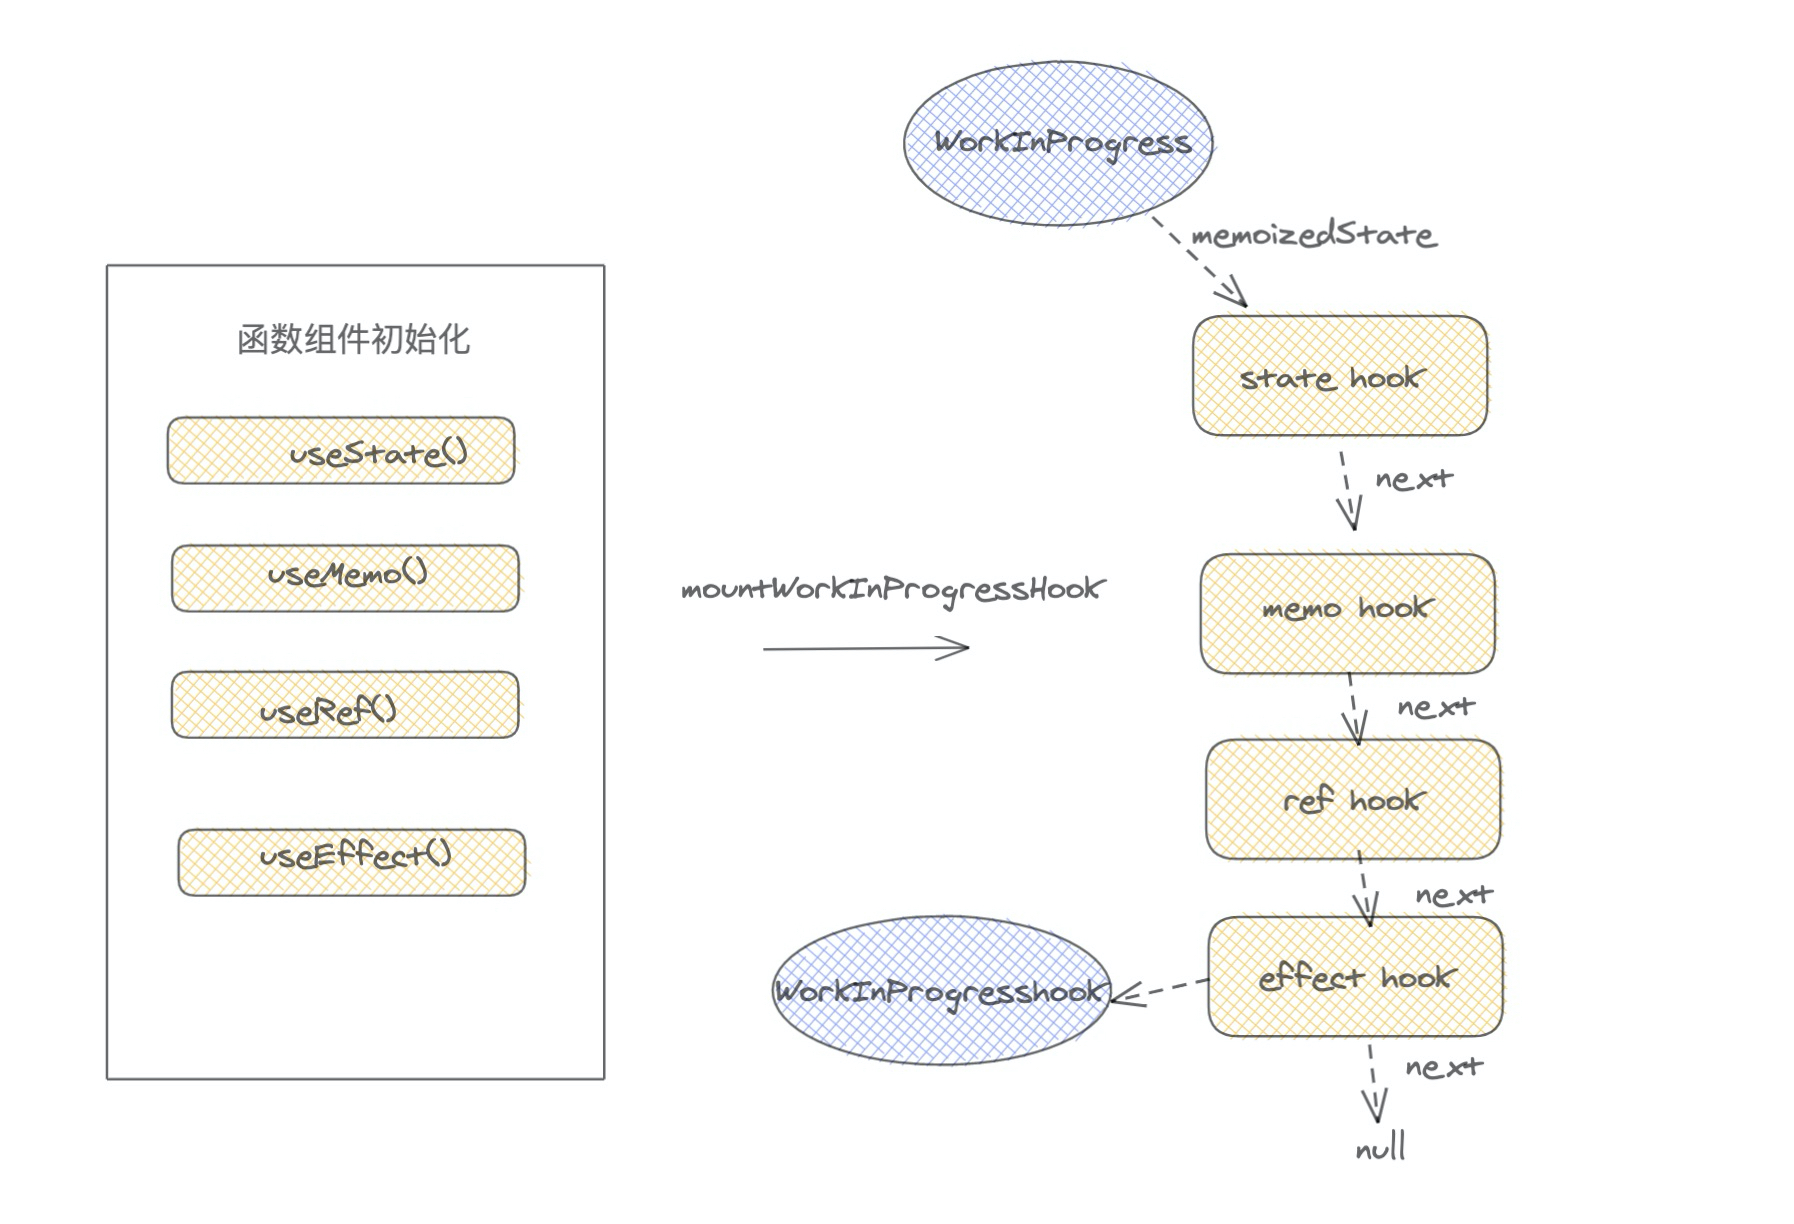 函数组件初始化
useState()
useMemo()
useRef()
useEffect()
mountWorkInProgressHook
WorkInProgress
memoizedState
state hook
next
memo hook
next
ref hook
next
effect hook
WorkInProgresshook
next
null